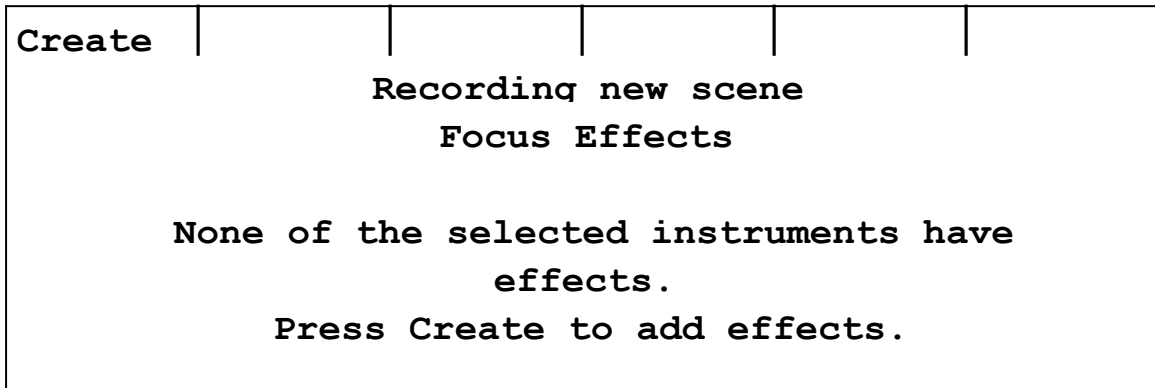 Create
Recording new scene
Focus Effects
None of the selected instruments have
effects.
Press Create to add effects.